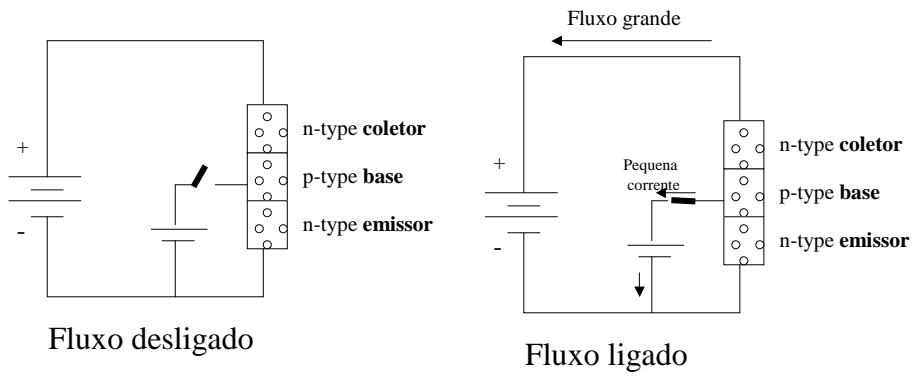 +
-
n-type coletor
p-type base
n-type emissor
Fluxo desligado
Fluxo grande
+
-
Pequena
corrente
n-type coletor
p-type base
n-type emissor
Fluxo ligado